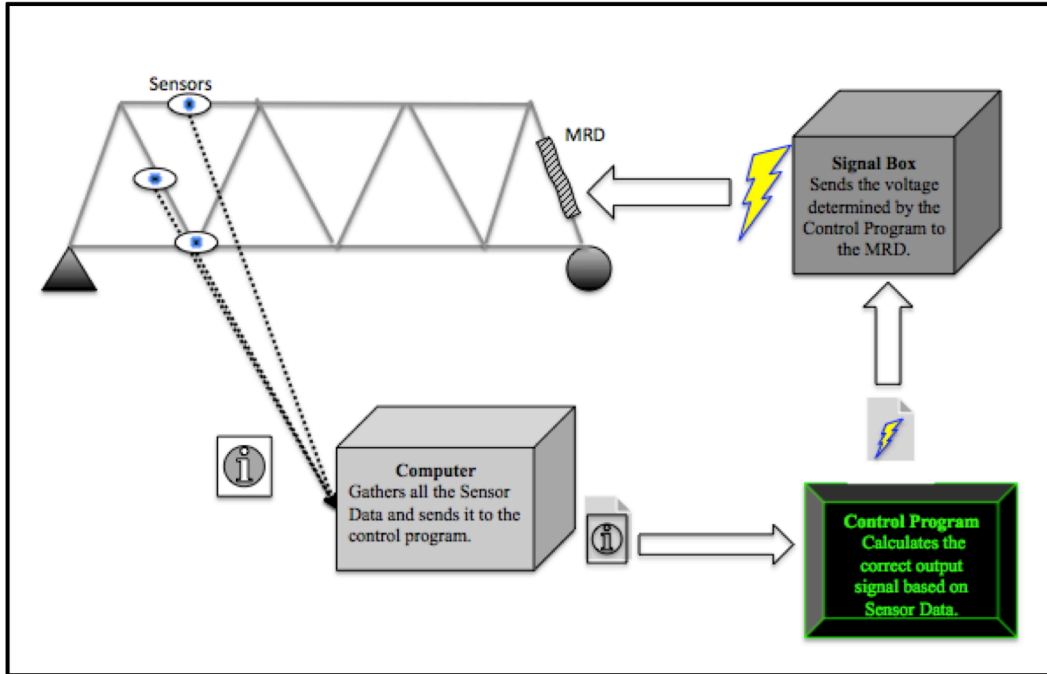 Sensors
MRD
Signal Box
Sends the voltage
determined by the
Control Program to
the MRD.
Computer
Gathers all the Sensor
Data and sends it to the
control program.
Control Program
Calculates the
correct output
signal based on
Sensor Data.